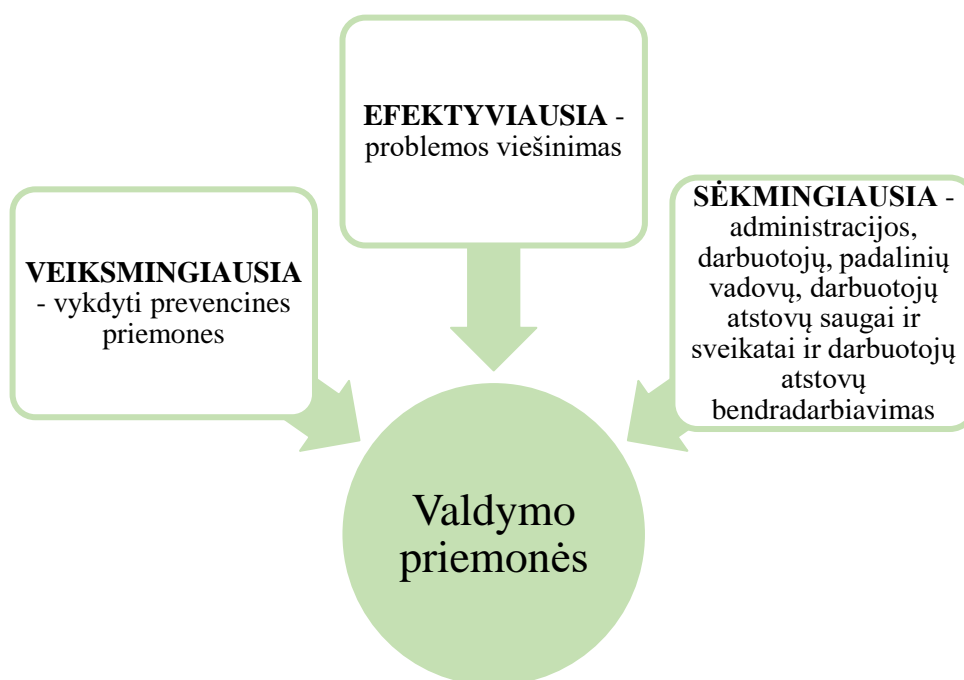 VEIKSMINGIAUSIA
- vykdyti prevencines
priemones
EFEKTYVIAUSIA -
problemos viešinimas
SĖKMINGIAUSIA -
administracijos,
darbuotojų, padalinių
vadovų, darbuotojų
atstovų saugai ir
sveikatai ir darbuotojų
atstovų
bendradarbiavimas
Valdymo
priemonės